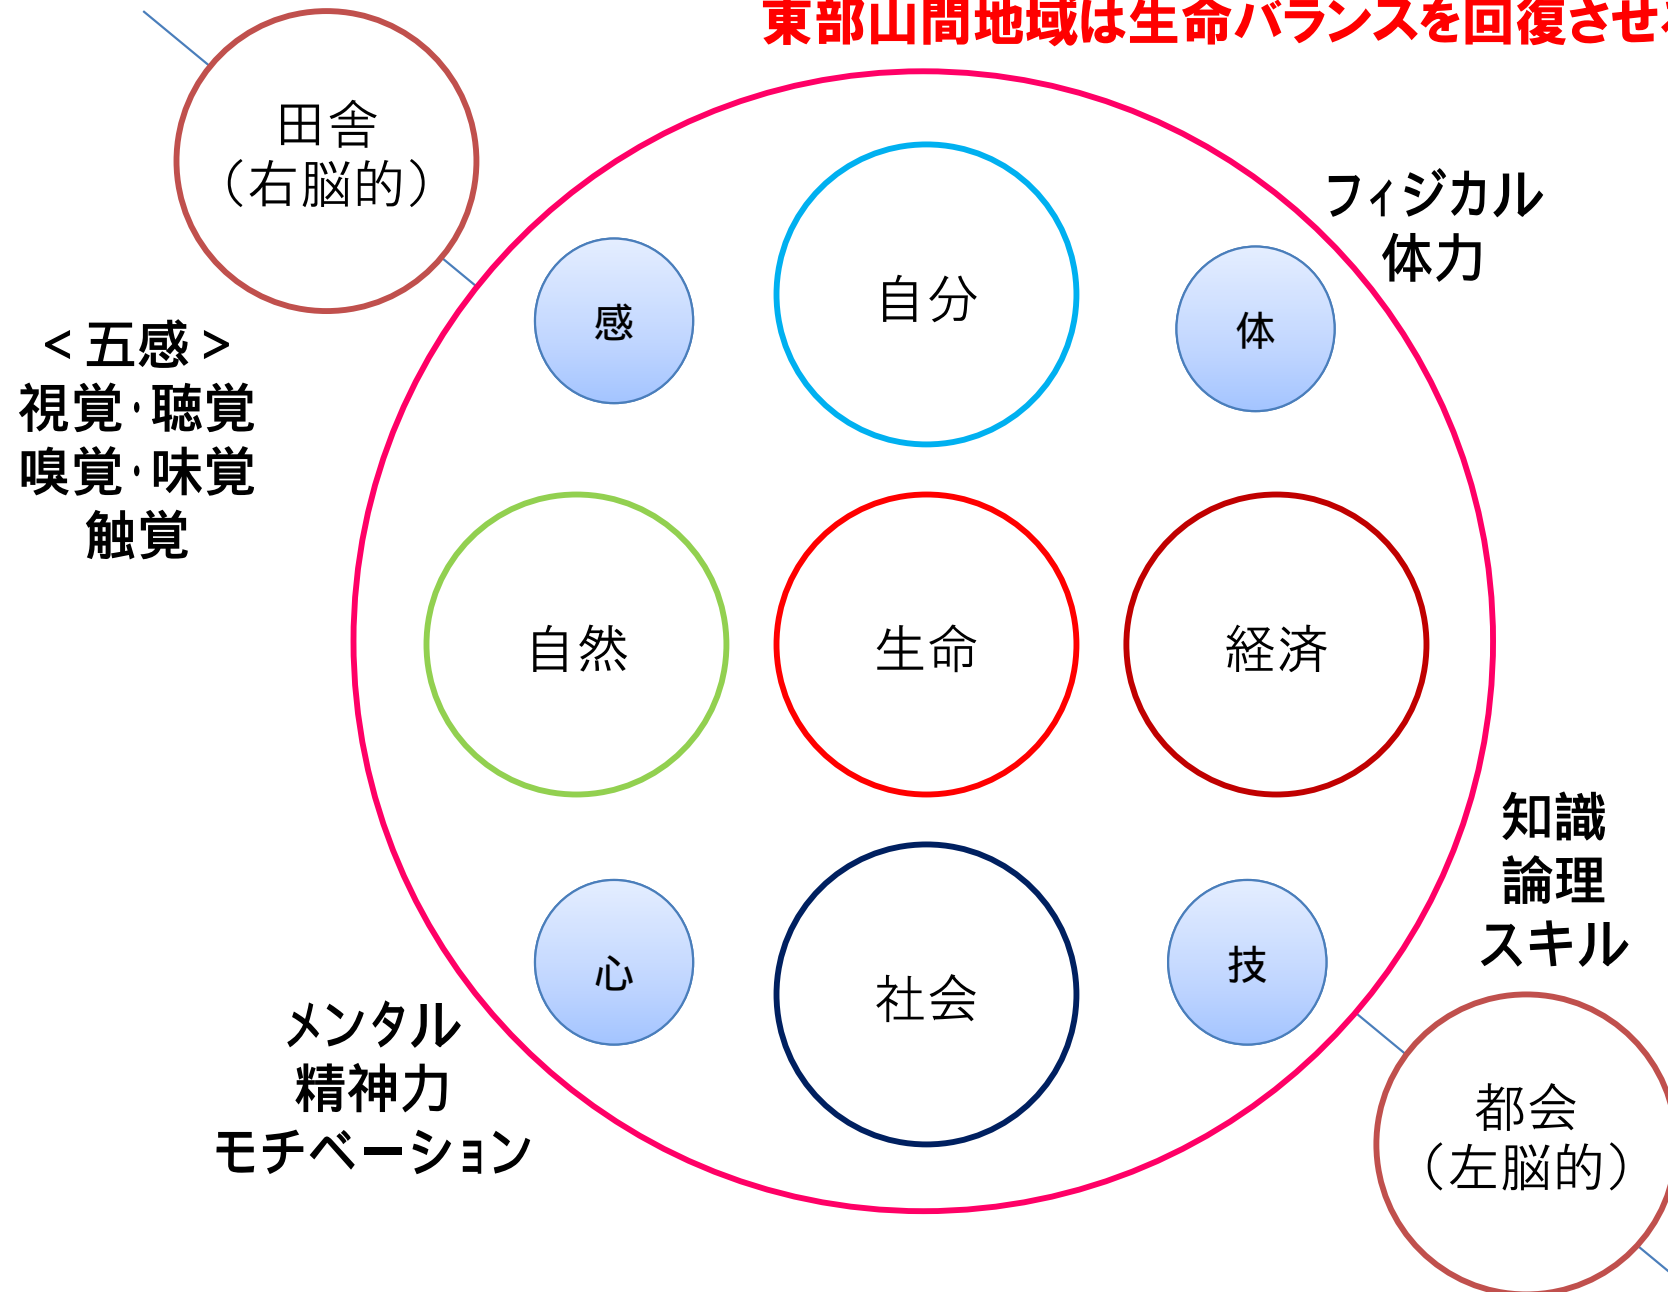 東部山間地域は生命バランスを回復させ
田舎
（右脳的）
フィジカル
体力
感
自分
体
＜五感＞
視覚・聴覚
嗅覚・味覚
触覚
自然
生命
経済
知識
論理
スキル
心
社会
技
メンタル
精神力
モチベーション
都会
（左脳的）